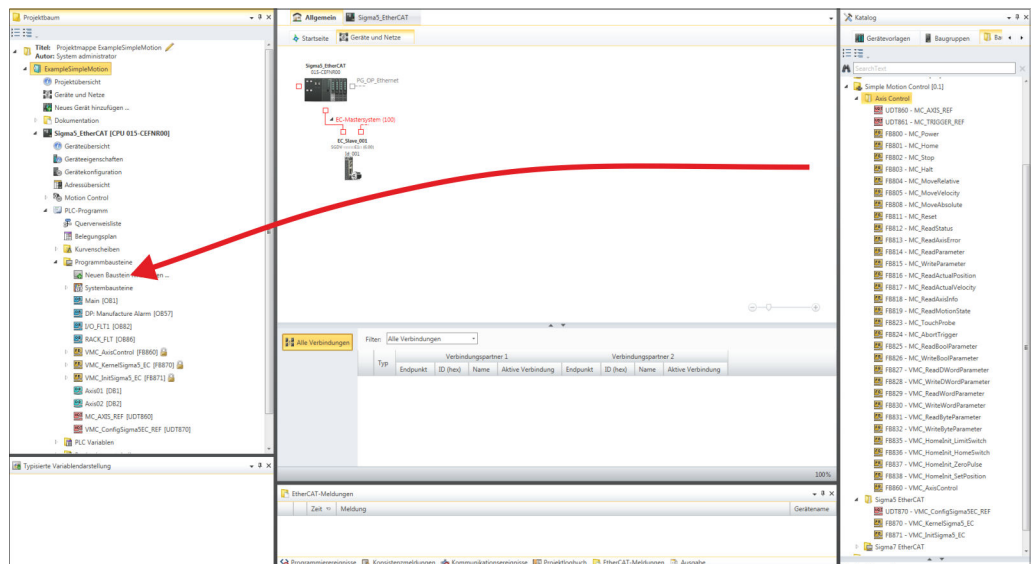 Projektbaum
Titel: Projektmappe ExampleSimpleMotion
Autor: System administrator
ExampleSimpleMotion
Projektübersicht
Geräte und Netze
Neues Gerät hinzufügen ...
Dokumentation
Sigma5_EtherCAT [CPU 015-CEFNR00]
Geräteübersicht
Geräteeigenschaften
Gerätekonfiguration
Adressübersicht
Motion Control
PLC-Programm
Querverweisliste
Belegungsplan
Kurvenscheiben
Programmbausteine
Neuen Baustein
Systembausteine
Main [OB1]
DP: Manufacture Alarm [OB57]
I/O_FLT1 [OB82]
RACK_FLT [OB86]
VMC_AxisControl [FB860]
VMC_KernelSigma5_EC [FB870]
VMC_InitSigma5_EC [FB871]
Axis01 [DB1]
Axis02 [DB2]
MC_AXIS_REF [UDT860]
VMC_ConfigSigma5EC_REF [UDT870]
PLC Variablen
Typisierte Variablendarstellung
Allgemein Sigma5_EtherCAT
Startseite Geräte und Netze
Sigma5_EtherCAT
015-CEFNR00
PG_OP_Ethernet
EC-Mastersystem (100)
EC_Slave_001
Alle Verbindungen
Filter: Alle Verbindungen
Verbindungspartner 1 Verbindungspartner 2
Typ Endpunkt ID (hex) Name Aktive Verbindung Endpunkt ID (hex) Name Aktive Verbindung
100%
EtherCAT-Meldungen
Zeit Meldung Gerätename
Programmierereignisse Konsistenzmeldungen Kommunikationsereignisse Projektlogbuch EtherCAT-Meldungen Ausgabe
Katalog
Gerätevorlagen Baugruppen Ba
SearchText
Simple Motion Control [0.1]
Axis Control
UDT860 - MC_AXIS_REF
UDT861 - MC_TRIGGER_REF
FB800 - MC_Power
FB801 - MC_Home
FB802 - MC_Stop
FB803 - MC_Halt
FB804 - MC_MoveRelative
FB805 - MC_MoveVelocity
FB808 - MC_MoveAbsolute
FB811 - MC_Reset
FB812 - MC_ReadStatus
FB813 - MC_ReadAxisError
FB814 - MC_ReadParameter
FB815 - MC_WriteParameter
FB816 - MC_ReadActualPosition
FB817 - MC_ReadActualVelocity
FB818 - MC_ReadAxisInfo
FB819 - MC_ReadMotionState
FB823 - MC_TouchProbe
FB824 - MC_AbortTrigger
FB825 - MC_ReadBoolParameter
FB826 - MC_WriteBoolParameter
FB827 - VMC_ReadDWordParameter
FB828 - VMC_WriteDWordParameter
FB829 - VMC_ReadWordParameter
FB830 - VMC_WriteWordParameter
FB831 - VMC_ReadByteParameter
FB832 - VMC_WriteByteParameter
FB835 - VMC_HomeInit_LimitSwitch
FB836 - VMC_HomeInit_HomeSwitch
FB837 - VMC_HomeInit_ZeroPulse
FB838 - VMC_HomeInit_SetPosition
FB860 - VMC_AxisControl
Sigma5 EtherCAT
UDT870 - VMC_ConfigSigma5EC_REF
FB870 - VMC_KernelSigma5_EC
FB871 - VMC_InitSigma5_EC
Sigma7 EtherCAT